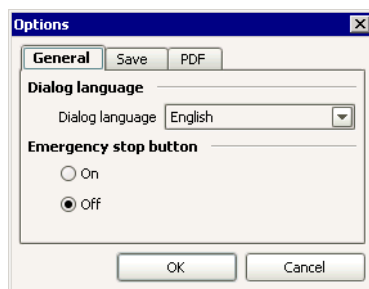 Options
General Save PDF
Dialog language
Dialog language English
Emergency stop button
On
Off
OK Cancel